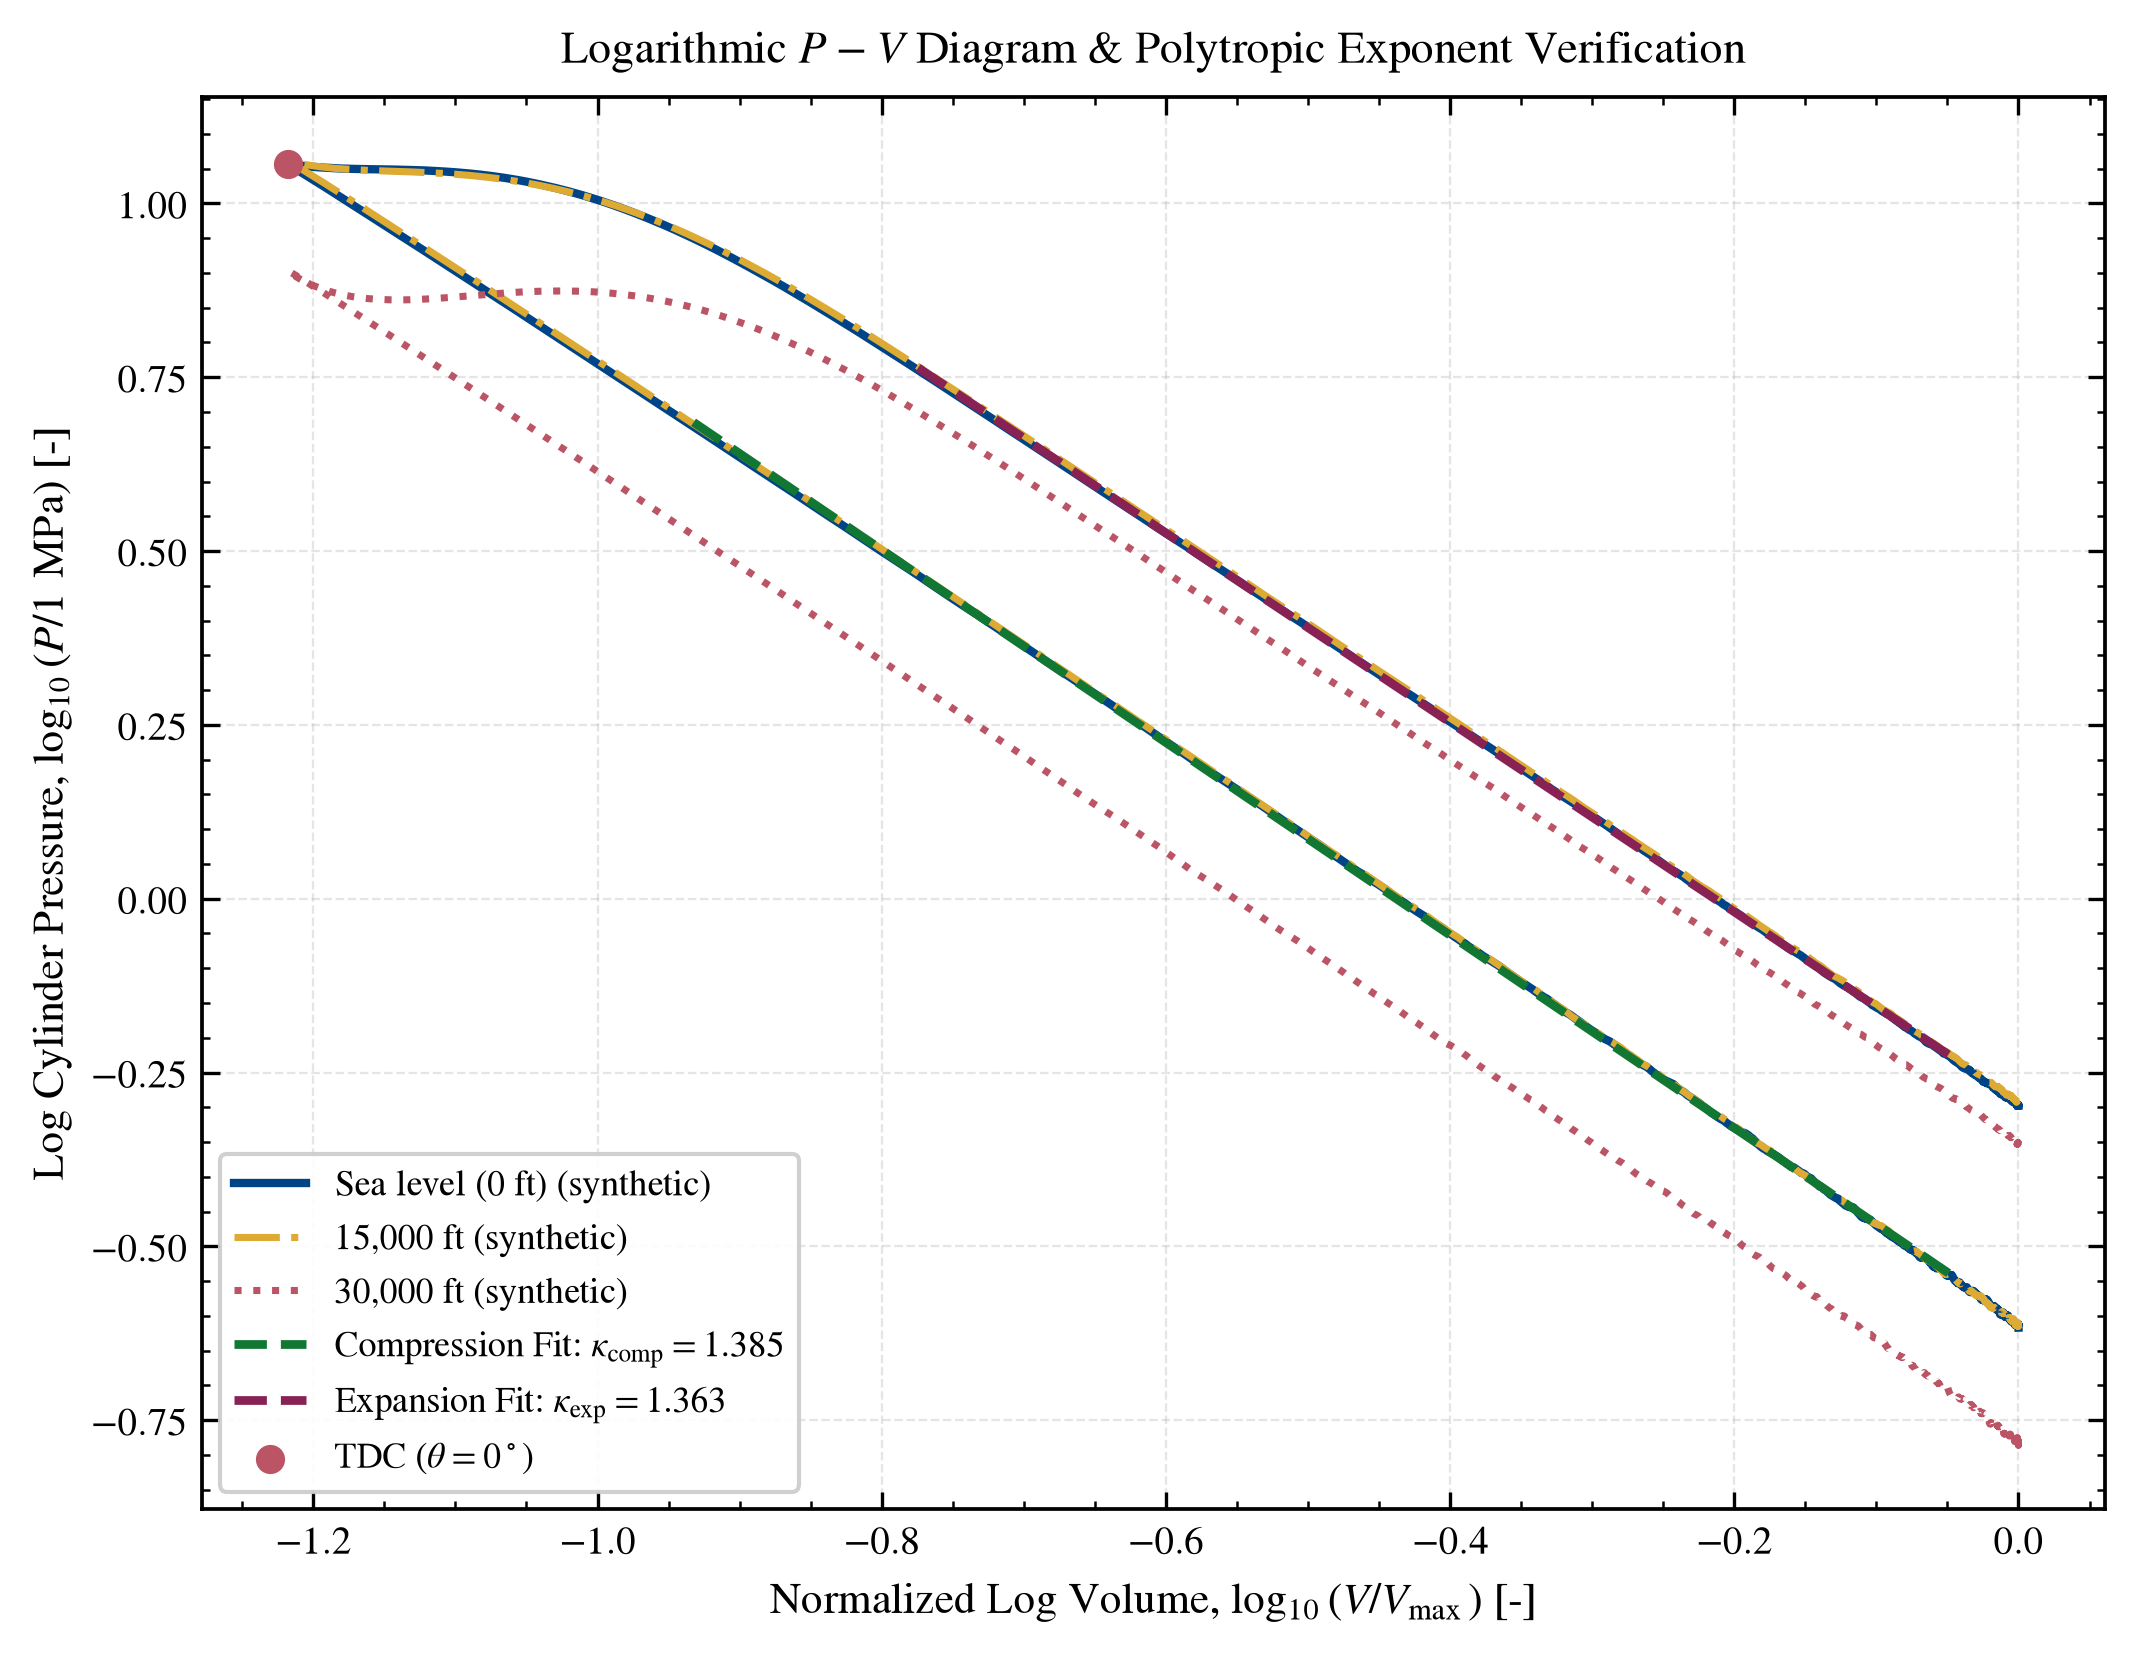 Logarithmic P − V Diagram & Polytropic Exponent Verification
Log Cylinder Pressure, log₁₀ (P/1 MPa) [-]
1.00
0.75
0.50
0.25
0.00
−0.25
−0.50
−0.75
Sea level (0 ft) (synthetic)
15,000 ft (synthetic)
30,000 ft (synthetic)
Compression Fit: κcomp = 1.385
Expansion Fit: κexp = 1.363
TDC (θ = 0°)
−1.2 −1.0 −0.8 −0.6 −0.4 −0.2 0.0
Normalized Log Volume, log₁₀ (V/Vmax) [-]